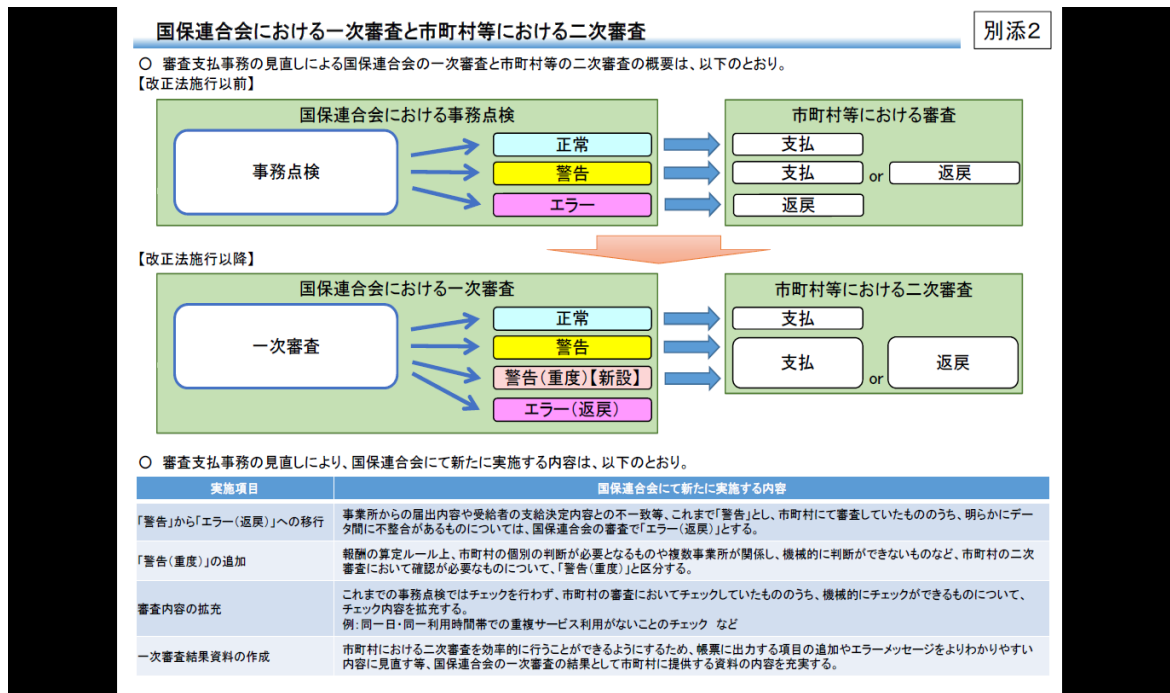 国保連合会における一次審査と市町村等における二次審査
別添2
○ 審査支払事務の見直しによる国保連合会の一次審査と市町村等の二次審査の概要は、以下のとおり。
【改正法施行以前】
国保連合会における事務点検
事務点検
正常
警告
エラー
市町村等における審査
支払
支払 or 返戻
返戻
【改正法施行以降】
国保連合会における一次審査
一次審査
正常
警告
警告(重度)【新設】
エラー(返戻)
市町村等における二次審査
支払
支払 or 返戻
○ 審査支払事務の見直しにより、国保連合会にて新たに実施する内容は、以下のとおり。
実施項目
国保連合会にて新たに実施する内容
「警告」から「エラー(返戻)」への移行
事業所からの届出内容や受給者の支給決定内容との不一致等、これまで「警告」とし、市町村にて審査していたもののうち、明らかにデー
タ間に不整合があるものについては、国保連合会の審査で「エラー(返戻)」とする。
「警告(重度)」の追加
報酬の算定ルール上、市町村の個別の判断が必要となるものや複数事業所が関係し、機械的に判断ができないものなど、市町村の二次
審査において確認が必要なものについて、「警告(重度)」と区分する。
審査内容の拡充
これまでの事務点検ではチェックを行わず、市町村の審査においてチェックしていたもののうち、機械的にチェックができるものについて、
チェック内容を拡充する。
例:同一日・同一利用時間帯での重複サービス利用がないことのチェック など
一次審査結果資料の作成
市町村における二次審査を効率的に行うことができるようにするため、帳票に出力する項目の追加やエラーメッセージをよりわかりやすい
内容に見直す等、国保連合会の一次審査の結果として市町村に提供する資料の内容を充実する。